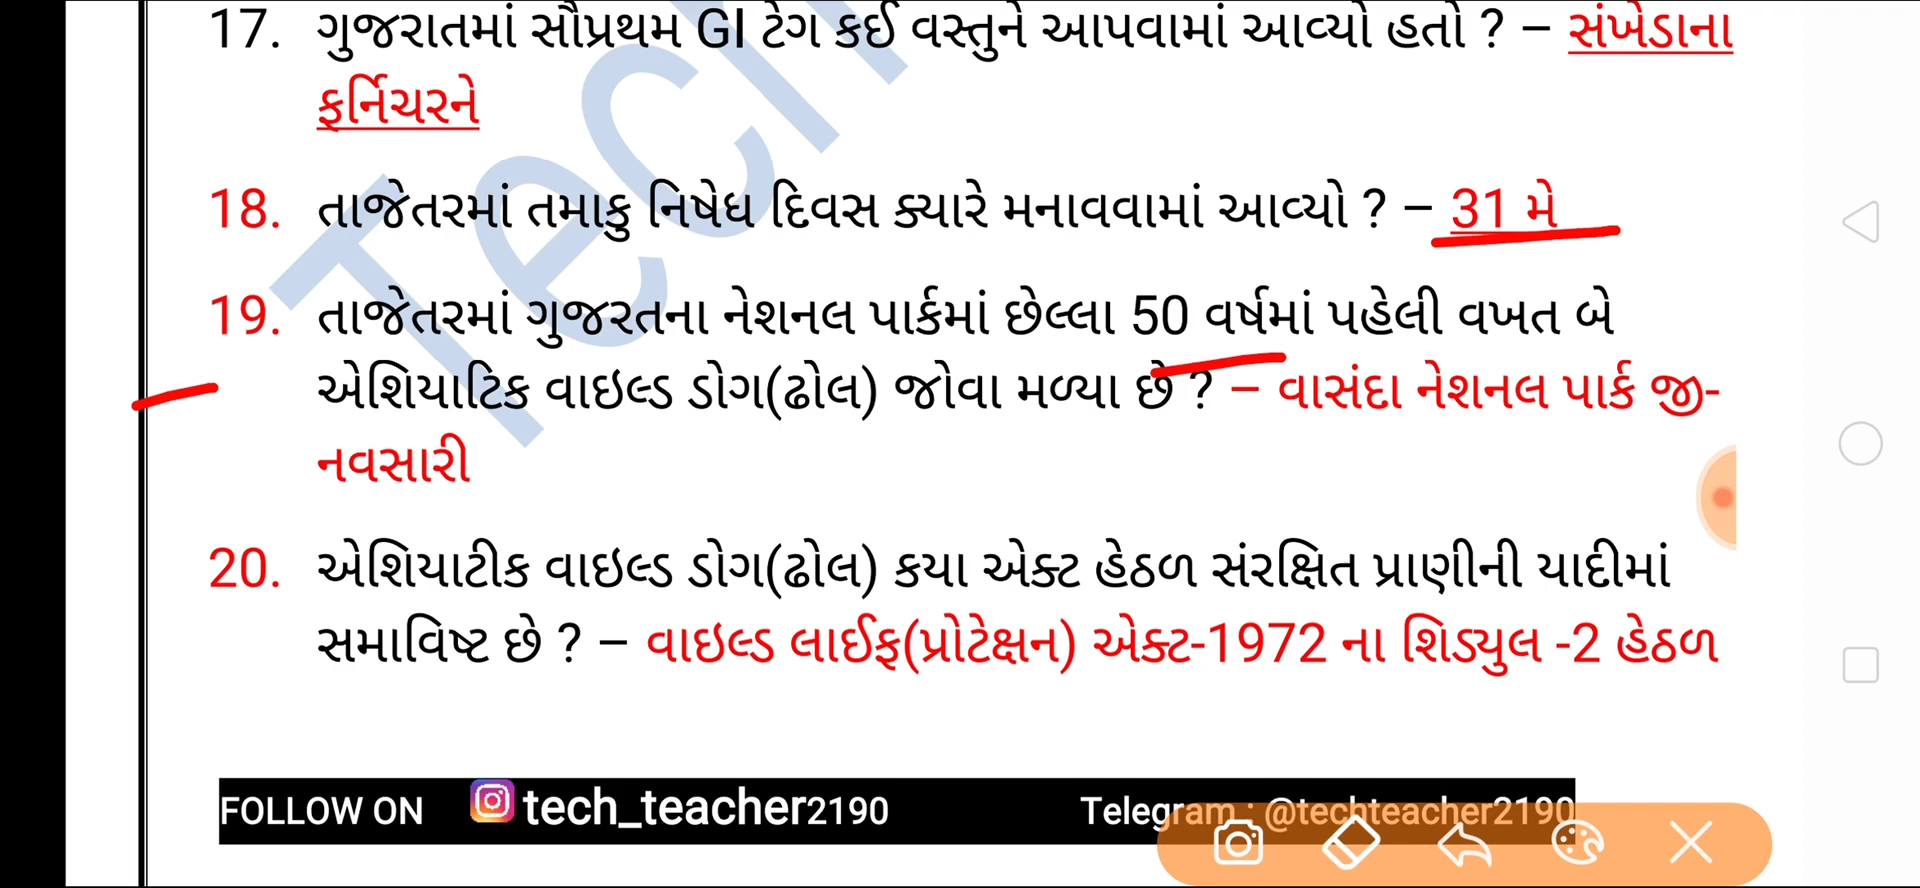 17. ગુજરાતમાં સૌપ્રથમ GI ટેગ કઈ વસ્તુને આપવામાં આવ્યો હતો ? – સંખેડાના
ફર્નિચરને
18. તાજેતરમાં તમાકુ નિષેધ દિવસ ક્યારે મનાવવામાં આવ્યો ? – 31 મે
19. તાજેતરમાં ગુજરતના નેશનલ પાર્કમાં છેલ્લા 50 વર્ષમાં પહેલી વખત બે
એશિયાટિક વાઇલ્ડ ડોગ(ઢોલ) જોવા મળ્યા છે ? – વાસંદા નેશનલ પાર્ક જી-
નવસારી
20. એશિયાટીક વાઇલ્ડ ડોગ(ઢોલ) કયા એક્ટ હેઠળ સંરક્ષિત પ્રાણીની યાદીમાં
સમાવિષ્ટ છે ? – વાઇલ્ડ લાઈફ(પ્રોટેક્ષન) એક્ટ-1972 ના શિડ્યુલ -2 હેઠળ
Tech
FOLLOW ON tech_teacher2190 Telegram : @techteacher2190